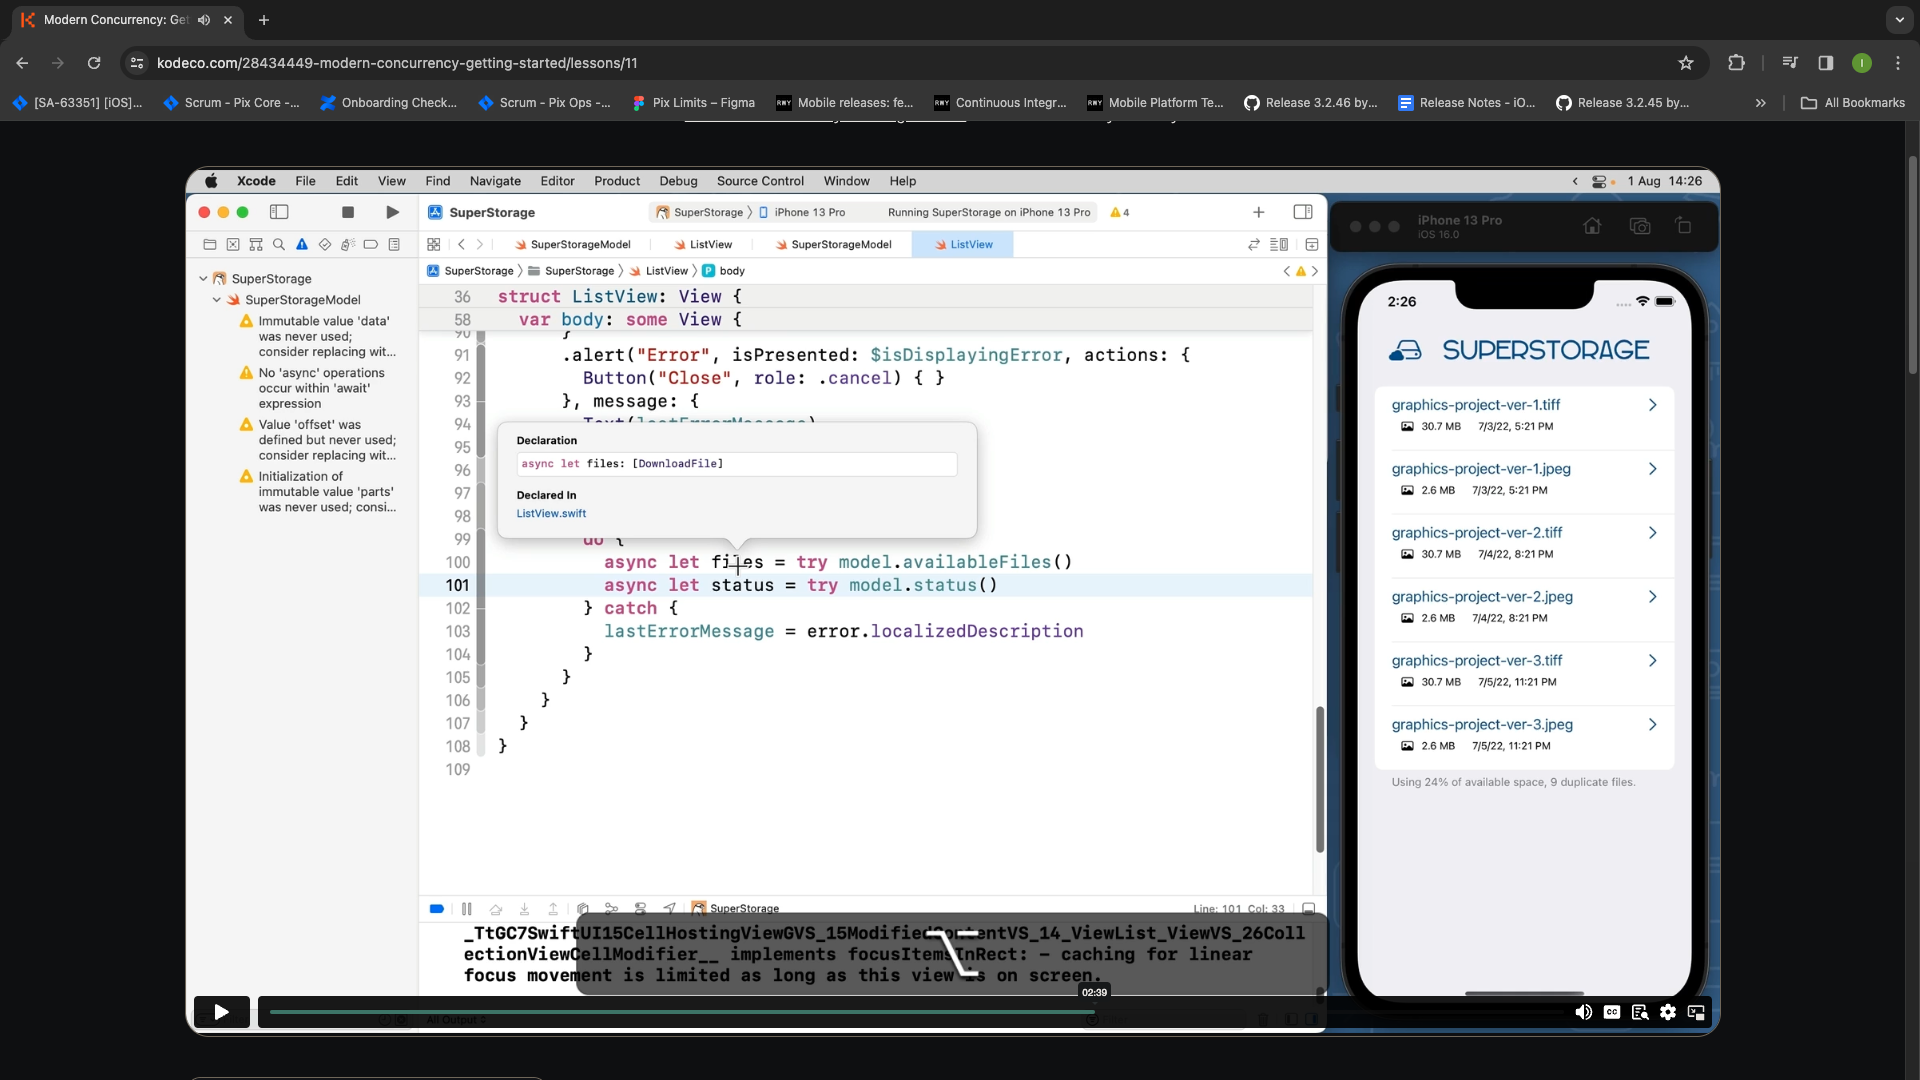 Modern Concurrency: Get
kodeco.com/28434449-modern-concurrency-getting-started/lessons/11
[SA-63351] [iOS]...
Scrum - Pix Core -...
Onboarding Check...
Scrum - Pix Ops -...
Pix Limits – Figma
RWY Mobile releases: fe...
RWY Continuous Integr...
RWY Mobile Platform Te...
Release 3.2.46 by...
Release Notes - iO...
Release 3.2.45 by...
» All Bookmarks
Xcode File Edit View Find Navigate Editor Product Debug Source Control Window Help
1 Aug 14:26
SuperStorage
SuperStorage 〉 iPhone 13 Pro
Running SuperStorage on iPhone 13 Pro
4
iPhone 13 Pro
iOS 16.0
SuperStorageModel
ListView
SuperStorageModel
ListView
SuperStorage 〉 SuperStorage 〉 ListView 〉 P body
SuperStorage
SuperStorageModel
Immutable value 'data'
was never used;
consider replacing wit...
No 'async' operations
occur within 'await'
expression
Value 'offset' was
defined but never used;
consider replacing wit...
Initialization of
immutable value 'parts'
was never used; consi...
36 struct ListView: View {
58 var body: some View {
90 }
91 .alert("Error", isPresented: $isDisplayingError, actions: {
92 Button("Close", role: .cancel) { }
93 }, message: {
94 Text(lastErrorMessage)
95
96
97
98
99 do {
100 async let files = try model.availableFiles()
101 async let status = try model.status()
102 } catch {
103 lastErrorMessage = error.localizedDescription
104 }
105 }
106 }
107 }
108 }
109
Declaration
async let files: [DownloadFile]
Declared In
ListView.swift
SuperStorage
Line: 101 Col: 33
_TtGC7SwiftUI15CellHostingViewGVS_15ModifiedContentVS_14_ViewList_ViewVS_26Coll
ectionViewCellModifier__ implements focusItemsInRect: - caching for linear
focus movement is limited as long as this view is on screen.
02:39
All Output
CC
2:26
SUPERSTORAGE
graphics-project-ver-1.tiff
30.7 MB 7/3/22, 5:21 PM
graphics-project-ver-1.jpeg
2.6 MB 7/3/22, 5:21 PM
graphics-project-ver-2.tiff
30.7 MB 7/4/22, 8:21 PM
graphics-project-ver-2.jpeg
2.6 MB 7/4/22, 8:21 PM
graphics-project-ver-3.tiff
30.7 MB 7/5/22, 11:21 PM
graphics-project-ver-3.jpeg
2.6 MB 7/5/22, 11:21 PM
Using 24% of available space, 9 duplicate files.